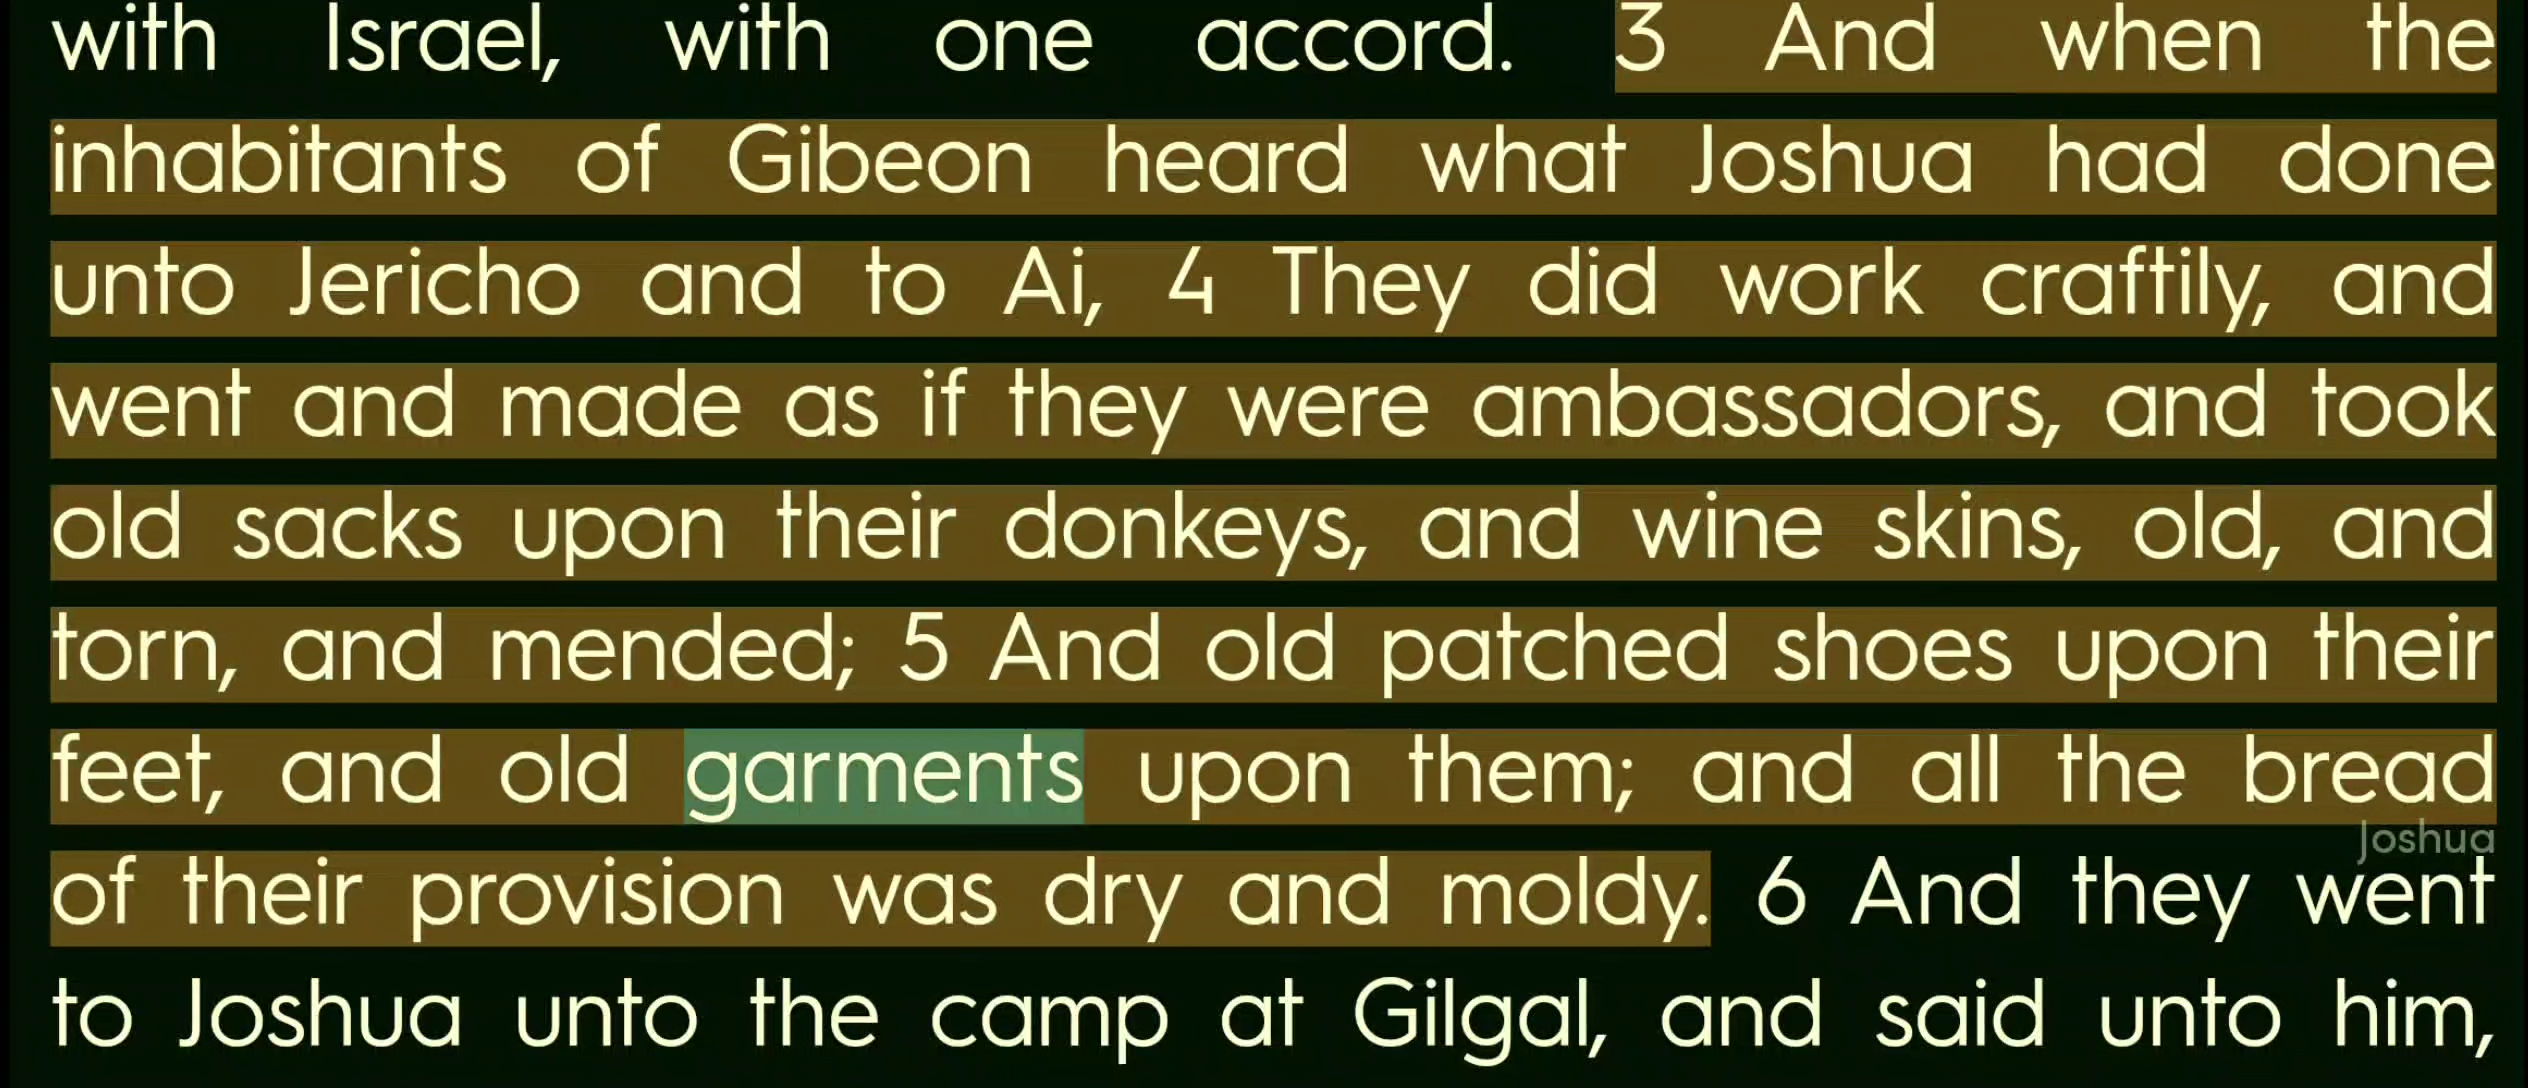 with Israel, with one accord. 3 And when the
inhabitants of Gibeon heard what Joshua had done
unto Jericho and to Ai, 4 They did work craftily, and
went and made as if they were ambassadors, and took
old sacks upon their donkeys, and wine skins, old, and
torn, and mended; 5 And old patched shoes upon their
feet, and old garments upon them; and all the bread
Joshua
of their provision was dry and moldy. 6 And they went
to Joshua unto the camp at Gilgal, and said unto him,